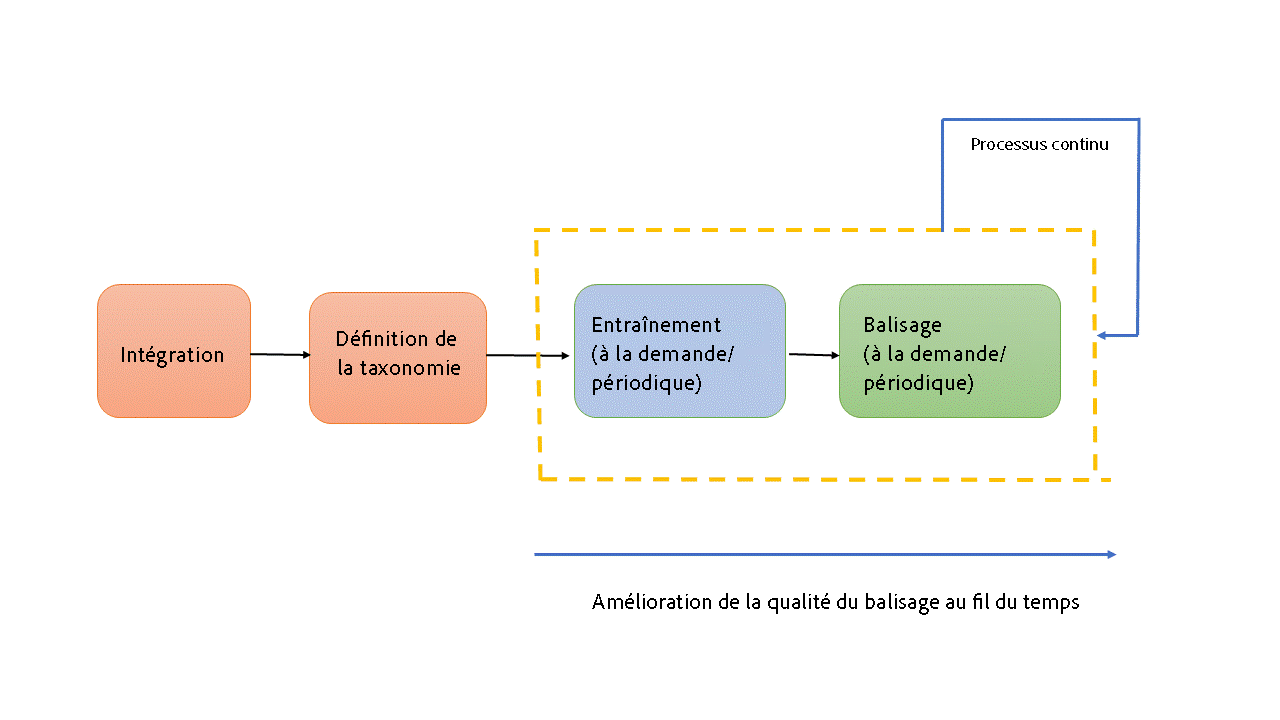 Processus continu
Intégration
Définition de
la taxonomie
Entraînement
(à la demande/
périodique)
Balisage
(à la demande/
périodique)
Amélioration de la qualité du balisage au fil du temps